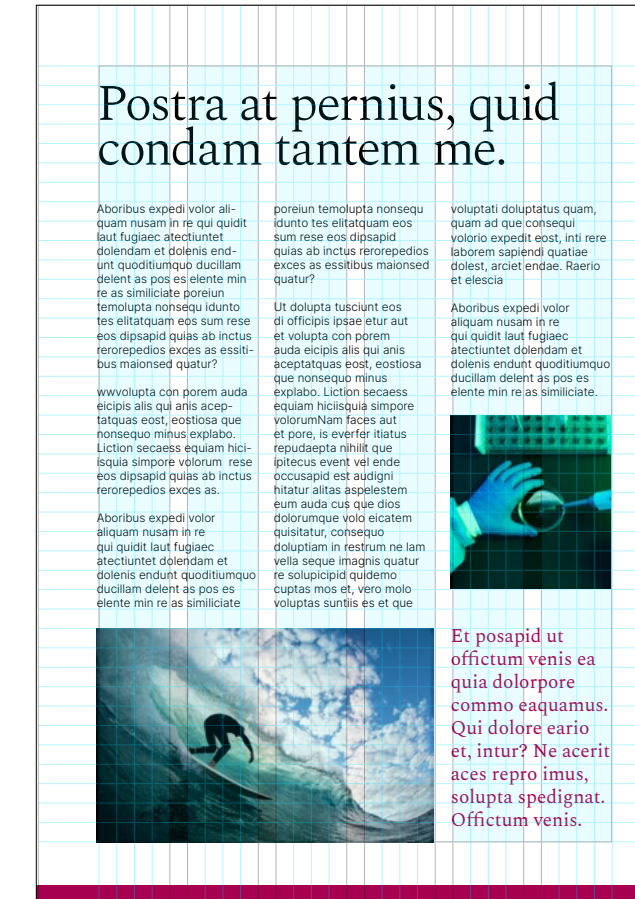 Postra at pernius, quid
condam tantem me.
Aboribus expedi volor ali-
quam nusam in re qui quidit
laut fugiaec atectiuntet
dolendam et dolenis end-
unt quoditiumquo ducillam
delent as pos es elente min
re as similiciate poreiun
temolupta nonsequ idunto
tes elitatquam eos sum rese
eos dipsapid quias ab inctus
rerorepedios exces as essiti-
bus maionsed quatur?
wwvolupta con porem auda
eicipis alis qui anis acep-
tatquas eost, eostiosa que
nonsequo minus explabo.
Liction secaess equiam hici-
isquia simpore volorum  rese
eos dipsapid quias ab inctus
rerorepedios exces as.
Aboribus expedi volor
aliquam nusam in re
qui quidit laut fugiaec
atectiuntet dolendam et
dolenis endunt quoditiumquo
ducillam delent as pos es
elente min re as similiciate
poreiun temolupta nonsequ
idunto tes elitatquam eos
sum rese eos dipsapid
quias ab inctus rerorepedios
exces as essitibus maionsed
quatur?
Ut dolupta tusciunt eos
di officipis ipsae etur aut
et volupta con porem
auda eicipis alis qui anis
aceptatquas eost, eostiosa
que nonsequo minus
explabo. Liction secaess
equiam hiciisquia simpore
volorumNam faces aut
et pore, is everfer itiatus
repudaepta nihilit que
ipitecus event vel ende
occusapid est audigni
hitatur alitas aspelestem
eum auda cus que dios
dolorumque volo eicatem
quisitatur, consequo
doluptiam in restrum ne lam
vella seque imagnis quatur
re solupicipid quidemo
cuptas mos et, vero molo
voluptas suntiis es et que
voluptati doluptatus quam,
quam ad que consequi
volorio expedit eost, inti rere
laborem sapiendi quatiae
dolest, arciet endae. Raerio
et elescia
Aboribus expedi volor
aliquam nusam in re
qui quidit laut fugiaec
atectiuntet dolendam et
dolenis endunt quoditiumquo
ducillam delent as pos es
elente min re as similiciate.
Et posapid ut
offictum venis ea
quia dolorpore
commo eaquamus.
Qui dolore eario
et, intur? Ne acerit
aces repro imus,
solupta spedignat.
Offictum venis.